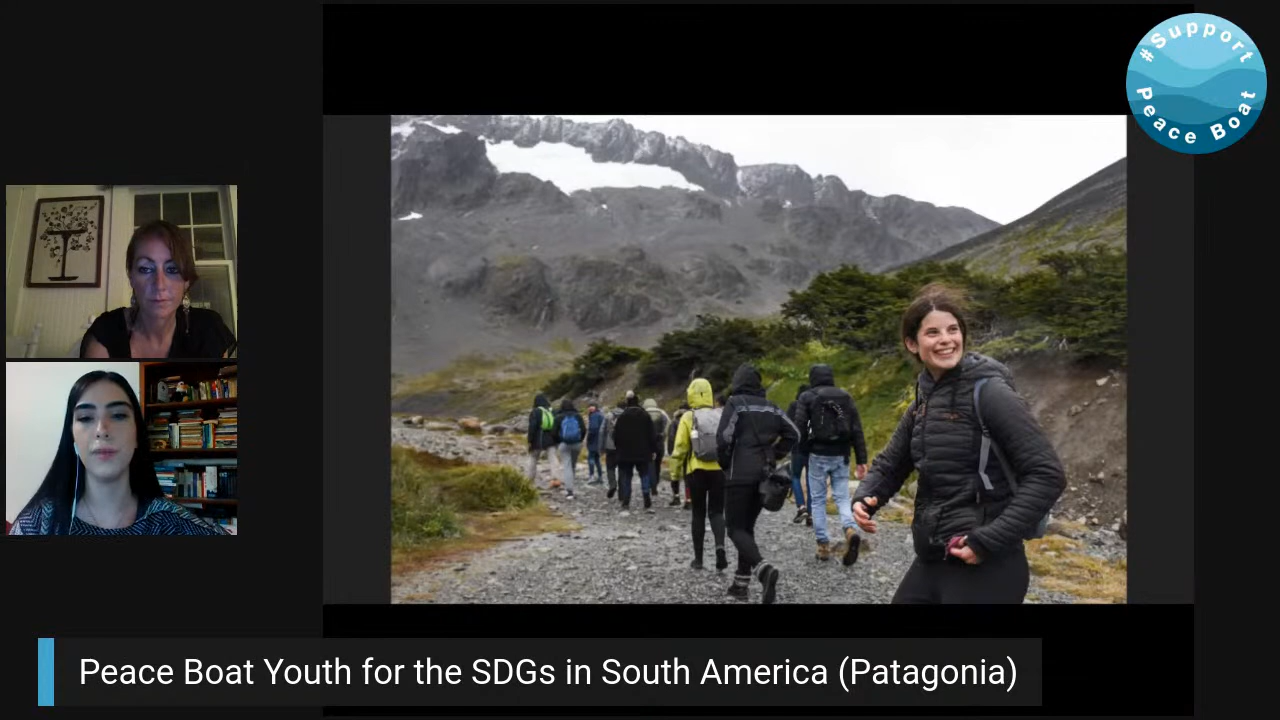 #Support
Peace Boat
Peace Boat Youth for the SDGs in South America (Patagonia)